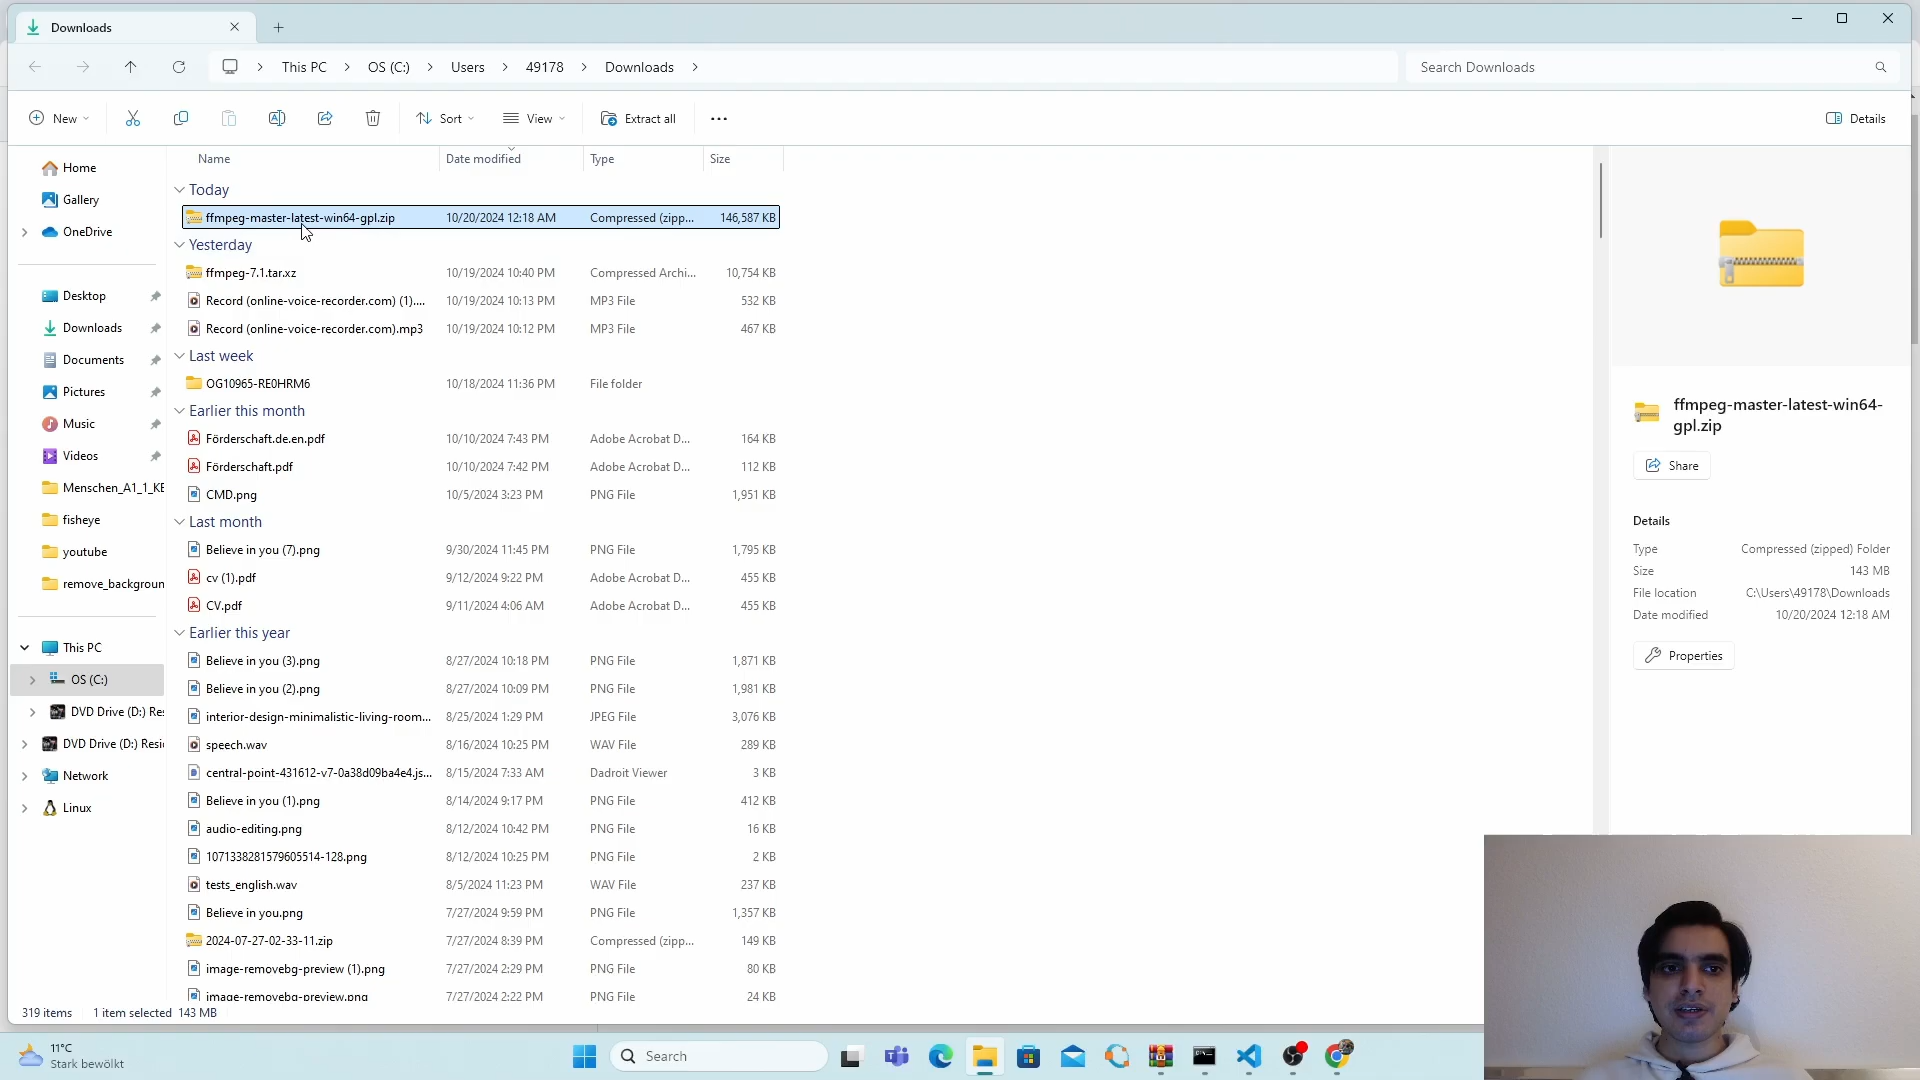 Downloads
This PC > OS (C:) > Users > 49178 > Downloads >
Search Downloads
New
Sort
View
Extract all
Details
Name Date modified Type Size
Home
Gallery
OneDrive
Desktop
Downloads
Documents
Pictures
Music
Videos
Menschen_A1_1_KE
fisheye
youtube
remove_backgroun
This PC
OS (C:)
DVD Drive (D:) Res
DVD Drive (D:) Resi
Network
Linux
Today
ffmpeg-master-latest-win64-gpl.zip 10/20/2024 12:18 AM Compressed (zipp... 146,587 KB
Yesterday
ffmpeg-7.1.tar.xz 10/19/2024 10:40 PM Compressed Archi... 10,754 KB
Record (online-voice-recorder.com) (1).... 10/19/2024 10:13 PM MP3 File 532 KB
Record (online-voice-recorder.com).mp3 10/19/2024 10:12 PM MP3 File 467 KB
Last week
OG10965-RE0HRM6 10/18/2024 11:36 PM File folder
Earlier this month
Förderschaft.de.en.pdf 10/10/2024 7:43 PM Adobe Acrobat D... 164 KB
Förderschaft.pdf 10/10/2024 7:42 PM Adobe Acrobat D... 112 KB
CMD.png 10/5/2024 3:23 PM PNG File 1,951 KB
Last month
Believe in you (7).png 9/30/2024 11:45 PM PNG File 1,795 KB
cv (1).pdf 9/12/2024 9:22 PM Adobe Acrobat D... 455 KB
CV.pdf 9/11/2024 4:06 AM Adobe Acrobat D... 455 KB
Earlier this year
Believe in you (3).png 8/27/2024 10:18 PM PNG File 1,871 KB
Believe in you (2).png 8/27/2024 10:09 PM PNG File 1,981 KB
interior-design-minimalistic-living-room... 8/25/2024 1:29 PM JPEG File 3,076 KB
speech.wav 8/16/2024 10:25 PM WAV File 289 KB
central-point-431612-v7-0a38d09ba4e4.js... 8/15/2024 7:33 AM Dadroit Viewer 3 KB
Believe in you (1).png 8/14/2024 9:17 PM PNG File 412 KB
audio-editing.png 8/12/2024 10:42 PM PNG File 16 KB
1071338281579605514-128.png 8/12/2024 10:25 PM PNG File 2 KB
tests_english.wav 8/5/2024 11:23 PM WAV File 237 KB
Believe in you.png 7/27/2024 9:59 PM PNG File 1,357 KB
2024-07-27-02-33-11.zip 7/27/2024 8:39 PM Compressed (zipp... 149 KB
image-removebg-preview (1).png 7/27/2024 2:29 PM PNG File 80 KB
image-removebg-preview.png 7/27/2024 2:22 PM PNG File 24 KB
ffmpeg-master-latest-win64-
gpl.zip
Share
Details
Type Compressed (zipped) Folder
Size 143 MB
File location C:\Users\49178\Downloads
Date modified 10/20/2024 12:18 AM
Properties
319 items 1 item selected 143 MB
11°C
Stark bewölkt
Search